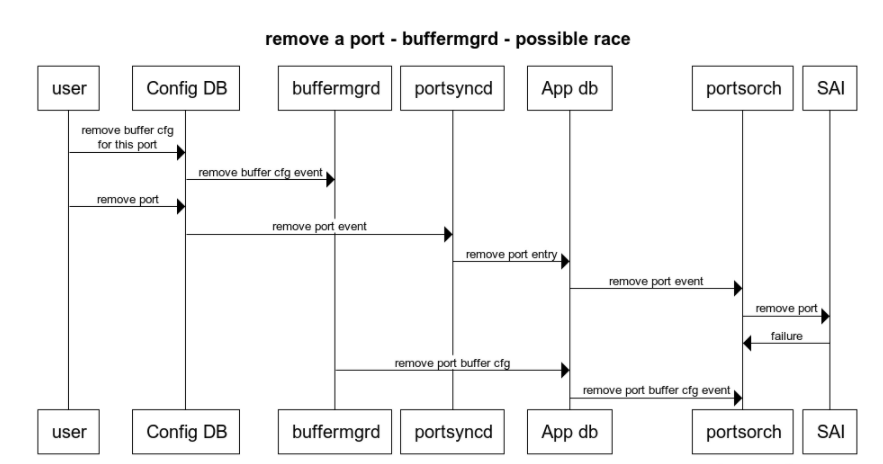 remove a port - buffermgrd - possible race
user
Config DB
buffermgrd
portsyncd
App db
portsorch
SAI
remove buffer cfg
for this port
remove buffer cfg event
remove port
remove port event
remove port entry
remove port event
remove port
failure
remove port buffer cfg
remove port buffer cfg event
user
Config DB
buffermgrd
portsyncd
App db
portsorch
SAI